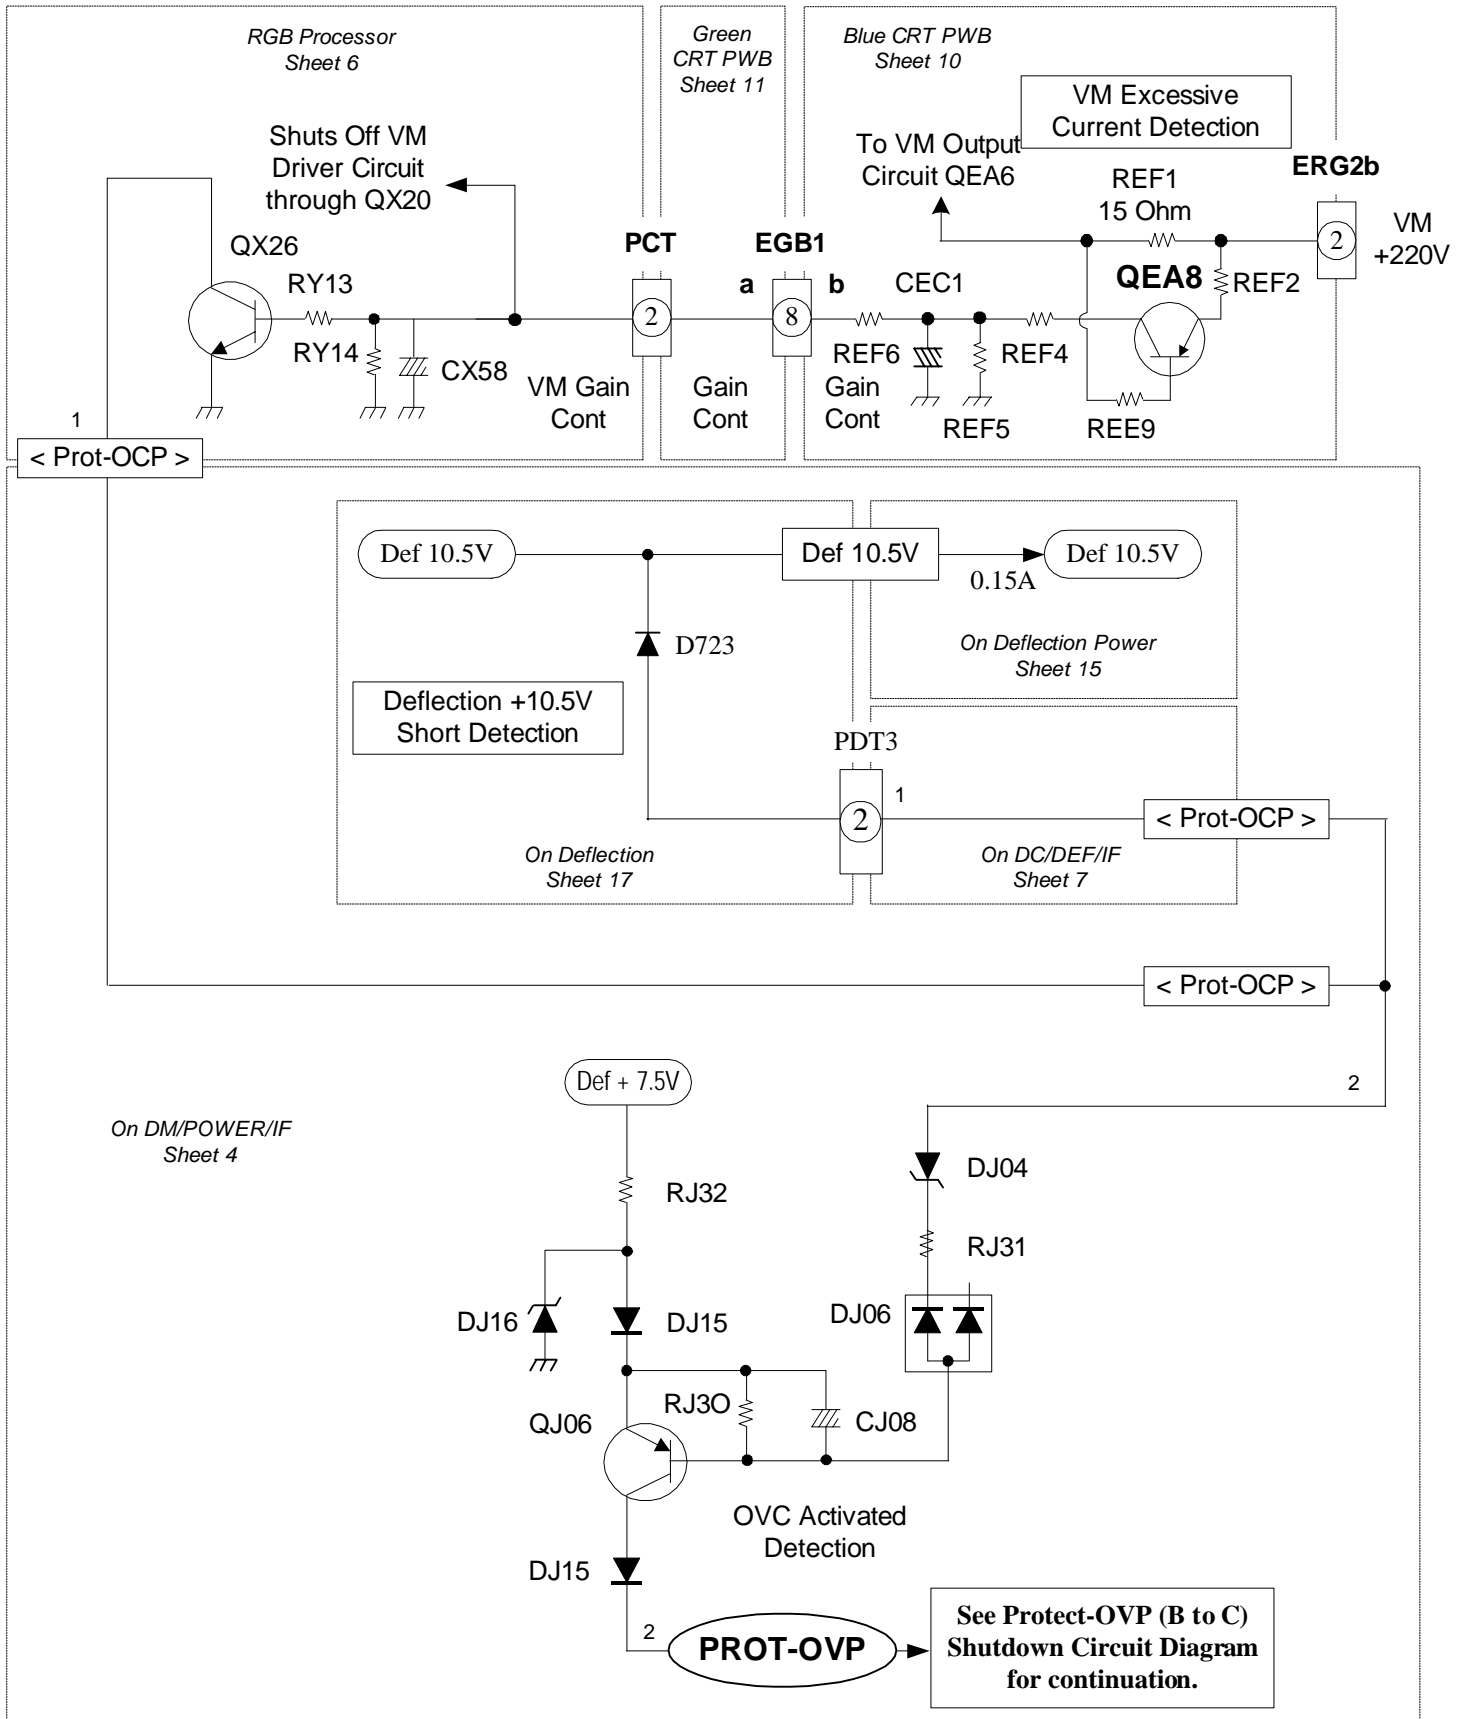 RGB Processor
Sheet 6
Green
CRT PWB
Sheet 11
Blue CRT PWB
Sheet 10
VM Excessive
Current Detection
Shuts Off VM
Driver Circuit
through QX20
To VM Output
Circuit QEA6
REF1
15 Ohm
ERG2b
2
VM
+220V
QX26
RY13
RY14
CX58
PCT
2
EGB1
a
b
8
CEC1
QEA8
REF2
REF6
REF4
REF5
REE9
VM Gain
Cont
Gain
Cont
Gain
Cont
1
< Prot-OCP >
Def 10.5V
Def 10.5V
0.15A
Def 10.5V
D723
On Deflection Power
Sheet 15
Deflection +10.5V
Short Detection
PDT3
2
1
< Prot-OCP >
On Deflection
Sheet 17
On DC/DEF/IF
Sheet 7
< Prot-OCP >
Def + 7.5V
2
On DM/POWER/IF
Sheet 4
RJ32
DJ04
RJ31
DJ16
DJ15
DJ06
RJ3O
CJ08
QJ06
OVC Activated
Detection
DJ15
2
PROT-OVP
See Protect-OVP (B to C)
Shutdown Circuit Diagram
for continuation.